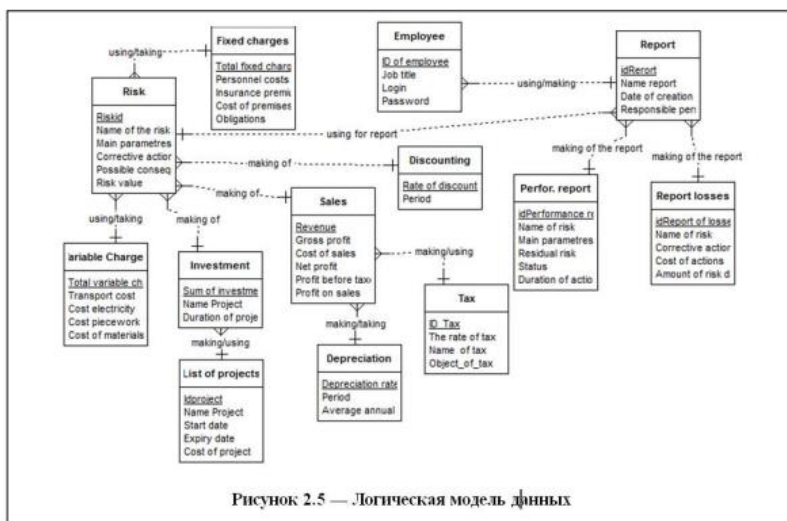 Fixed charges
Total fixed charg
Personnel costs
Insurance premiu
Cost of premises
Obligations
using/taking
Employee
ID of employee
Job title
Login
Password
using/making
Report
idRerort
Name report
Date of creation
Responsible pers
Risk
Riskid
Name of the risk
Main parametres
Corrective action
Possible conseq
Risk value
using for report
making of
Discounting
Rate of discount
Period
making of
Sales
Revenue
Gross profit
Cost of sales
Net profit
Profit before taxe
Profit on sales
making of the report
Perfor. report
idPerformance re
Name of risk
Main parametres
Residual risk
Status
Duration of actio
making of the report
Report losses
idReport of losse
Name of risk
Corrective action
Cost of actions
Amount of risk d
using/taking
ariable Charge
Total variable ch
Transport cost
Cost electricity
Cost piecework
Cost of materials
making of
Investment
Sum of investme
Name Project
Duration of proje
making/using
List of projects
Idproject
Name Project
Start date
Expiry date
Cost of project
making/using
Tax
ID_Tax
The rate of tax
Name of tax
Object_of_tax
making/taking
Depreciation
Depreciation rate
Period
Average annual
Рисунок 2.5 — Логическая модель данных